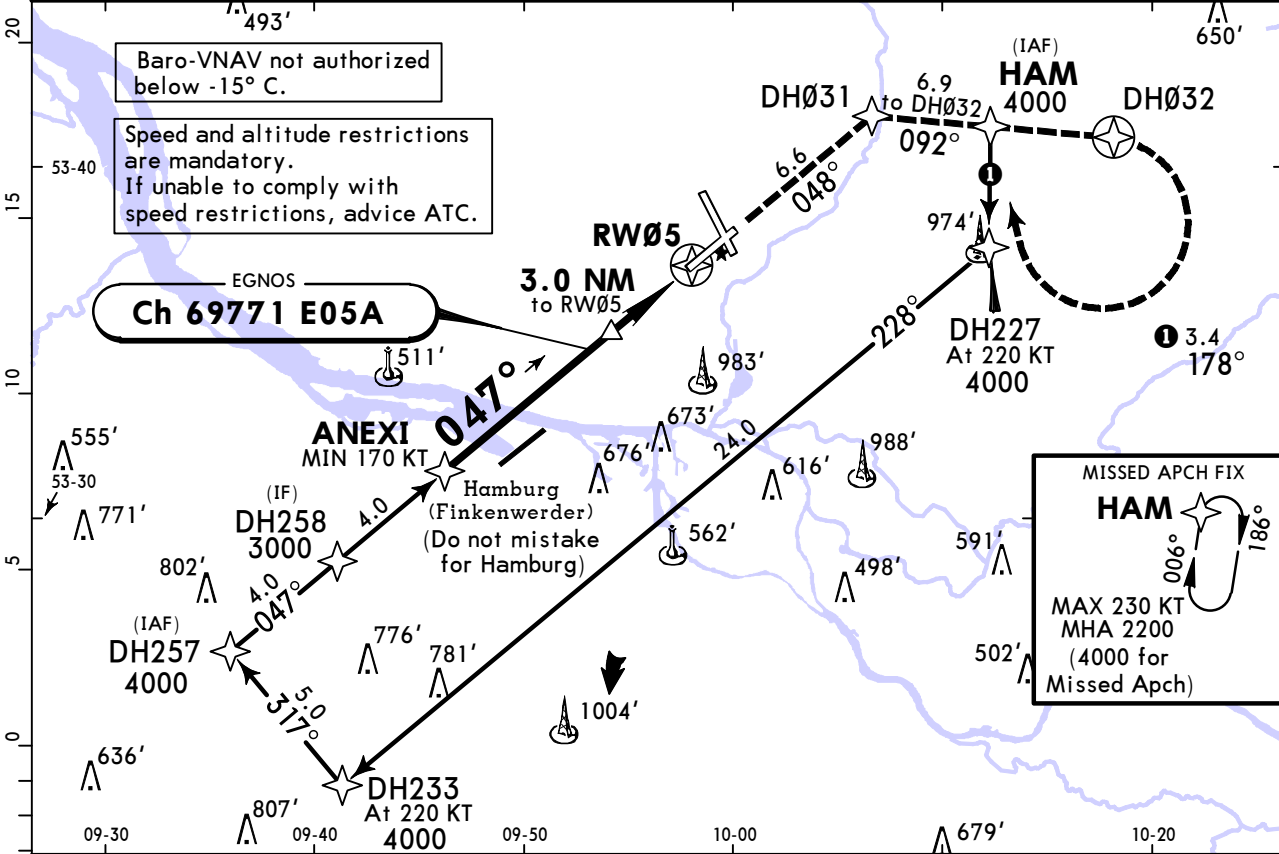 493'
650'
20
Baro-VNAV not authorized
below -15° C.
Speed and altitude restrictions
are mandatory.
If unable to comply with
speed restrictions, advice ATC.
53-40
15
(IAF)
HAM
4000
DHØ31
6.9
to DHØ32
092°
DHØ32
6.6
048°
❶
974'
RWØ5
3.0 NM
to RWØ5
EGNOS
Ch 69771 E05A
228°
DH227
At 220 KT
4000
❶ 3.4
178°
511'
983'
10
047°
ANEXI
MIN 170 KT
673'
24.0
676'
616'
988'
555'
53-30
771'
(IF)
DH258
3000
4.0
Hamburg
(Finkenwerder)
(Do not mistake
for Hamburg)
562'
498'
591'
502'
MISSED APCH FIX
HAM
006°
186°
MAX 230 KT
MHA 2200
(4000 for
Missed Apch)
5
802'
4.0
047°
(IAF)
DH257
4000
776'
781'
5.0
317°
1004'
0
636'
807'
DH233
At 220 KT
4000
679'
09-30
09-40
09-50
10-00
10-20